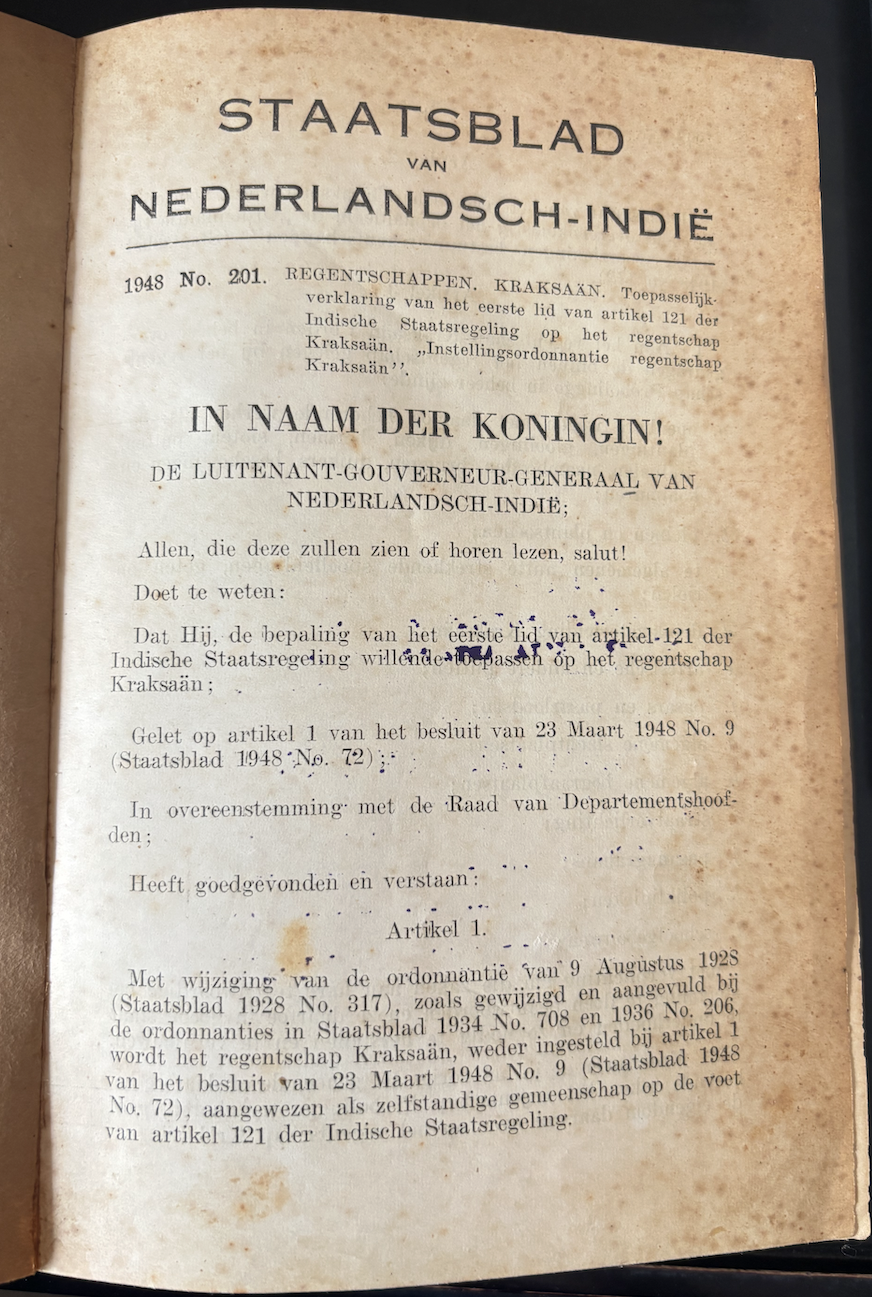 STAATSBLAD
VAN
NEDERLANDSCH-INDIË
1948 No. 201. REGENTSCHAPPEN. KRAKSAÄN. Toepasselijk-
verklaring van het eerste lid van artikel 121 der
Indische Staatsregeling op het regentschap
Kraksaän. „Instellingsordonnantie regentschap
Kraksaän’’.
IN NAAM DER KONINGIN!
DE LUITENANT-GOUVERNEUR-GENERAAL VAN
NEDERLANDSCH-INDIË;
Allen, die deze zullen zien of horen lezen, salut!
Doet te weten:
Dat Hij, de bepaling van het eerste lid van artikel 121 der
Indische Staatsregeling willende toepassen op het regentschap
Kraksaän;
Gelet op artikel 1 van het besluit van 23 Maart 1948 No. 9
(Staatsblad 1948 No. 72);
In overeenstemming met de Raad van Departementshoof-
den;
Heeft goedgevonden en verstaan:
Artikel 1.
Met wijziging van de ordonnantie van 9 Augustus 1928
(Staatsblad 1928 No. 317), zoals gewijzigd en aangevuld bij
de ordonnanties in Staatsblad 1934 No. 708 en 1936 No. 206,
wordt het regentschap Kraksaän, weder ingesteld bij artikel 1
van het besluit van 23 Maart 1948 No. 9 (Staatsblad 1948
No. 72), aangewezen als zelfstandige gemeenschap op de voet
van artikel 121 der Indische Staatsregeling.